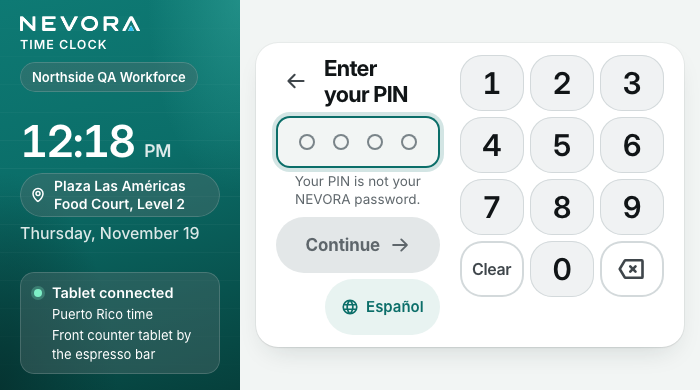 NEVORA
TIME CLOCK
Northside QA Workforce
12:18 PM
Plaza Las Américas
Food Court, Level 2
Thursday, November 19
Tablet connected
Puerto Rico time
Front counter tablet by
the espresso bar
Enter
your PIN
Your PIN is not your
NEVORA password.
Continue
Español
1 2 3
4 5 6
7 8 9
Clear 0